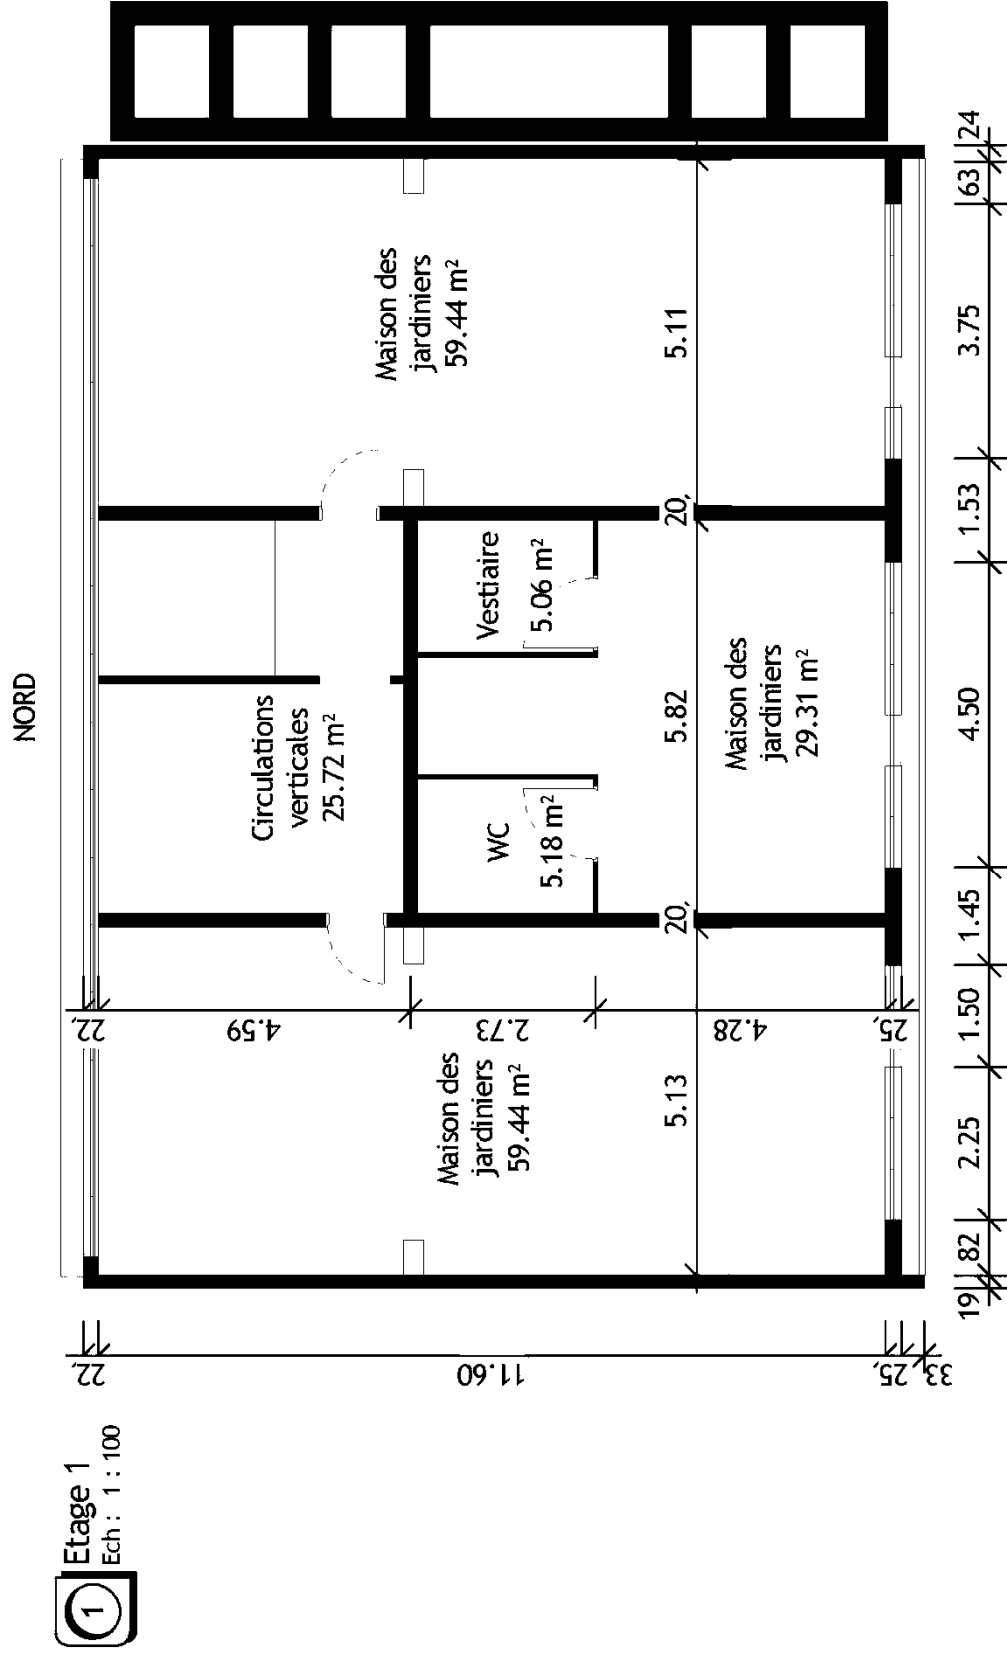 NORD
Maison des
jardiniers
59.44 m²
Circulations
verticales
25.72 m²
Vestiaire
5.06 m²
WC
5.18 m²
Maison des
jardiniers
29.31 m²
Maison des
jardiniers
59.44 m²
5.13
20,
5.82
20,
5.11
22,
4.59
2.73
4.28
25,
22,
11.60
25,
33
19
82
2.25
1.50
1.45
4.50
1.53
3.75
63
24
1
Etage 1
Ech : 1 : 100